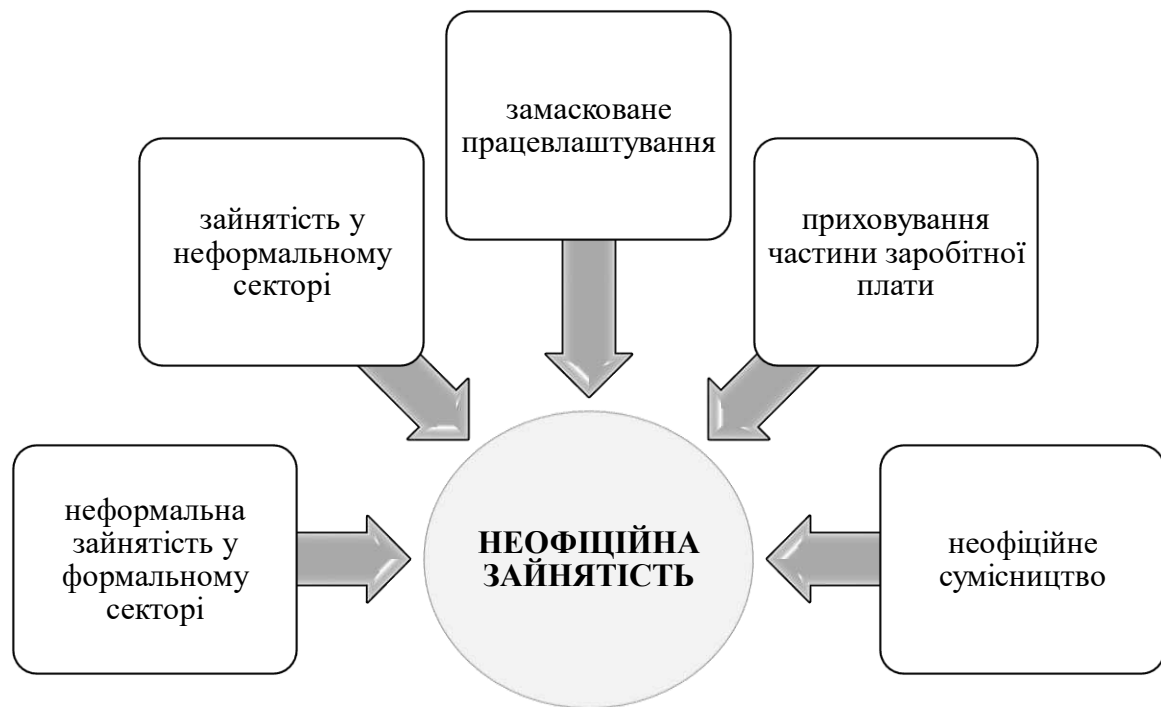 замасковане
працевлаштування
зайнятість у
неформальному
секторі
приховування
частини заробітної
плати
неформальна
зайнятість у
формальному
секторі
НЕОФІЦІЙНА
ЗАЙНЯТІСТЬ
неофіційне
сумісництво